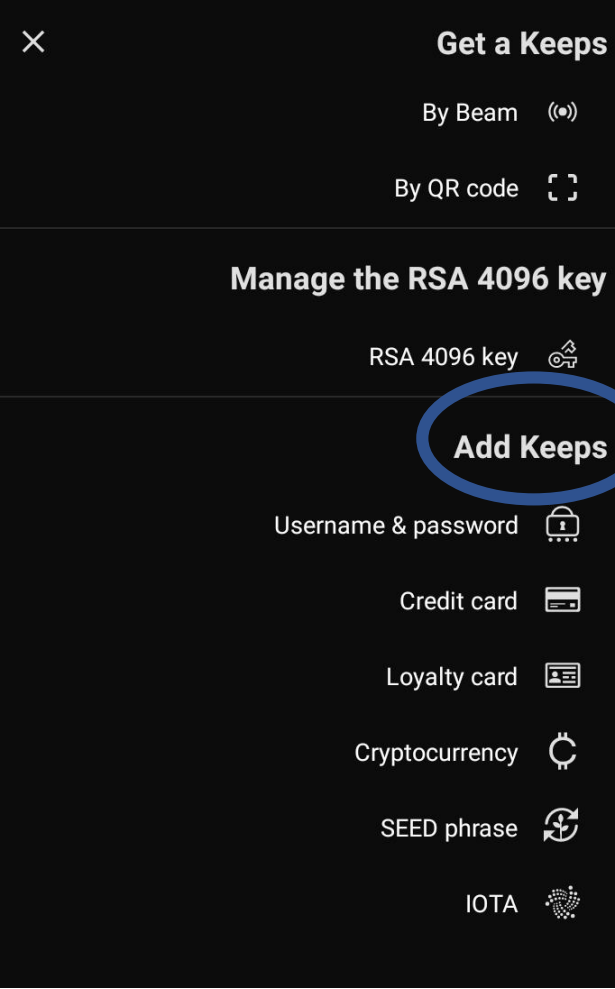 Get a Keeps
By Beam
By QR code
Manage the RSA 4096 key
RSA 4096 key
Add Keeps
Username & password
Credit card
Loyalty card
Cryptocurrency
SEED phrase
IOTA